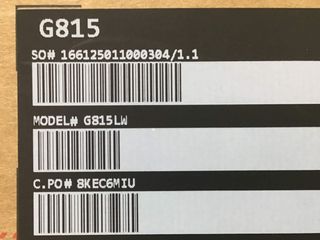 G815
SO# 166125011000304/1.1
MODEL# G815LW
C.PO# 8KEC6MIU